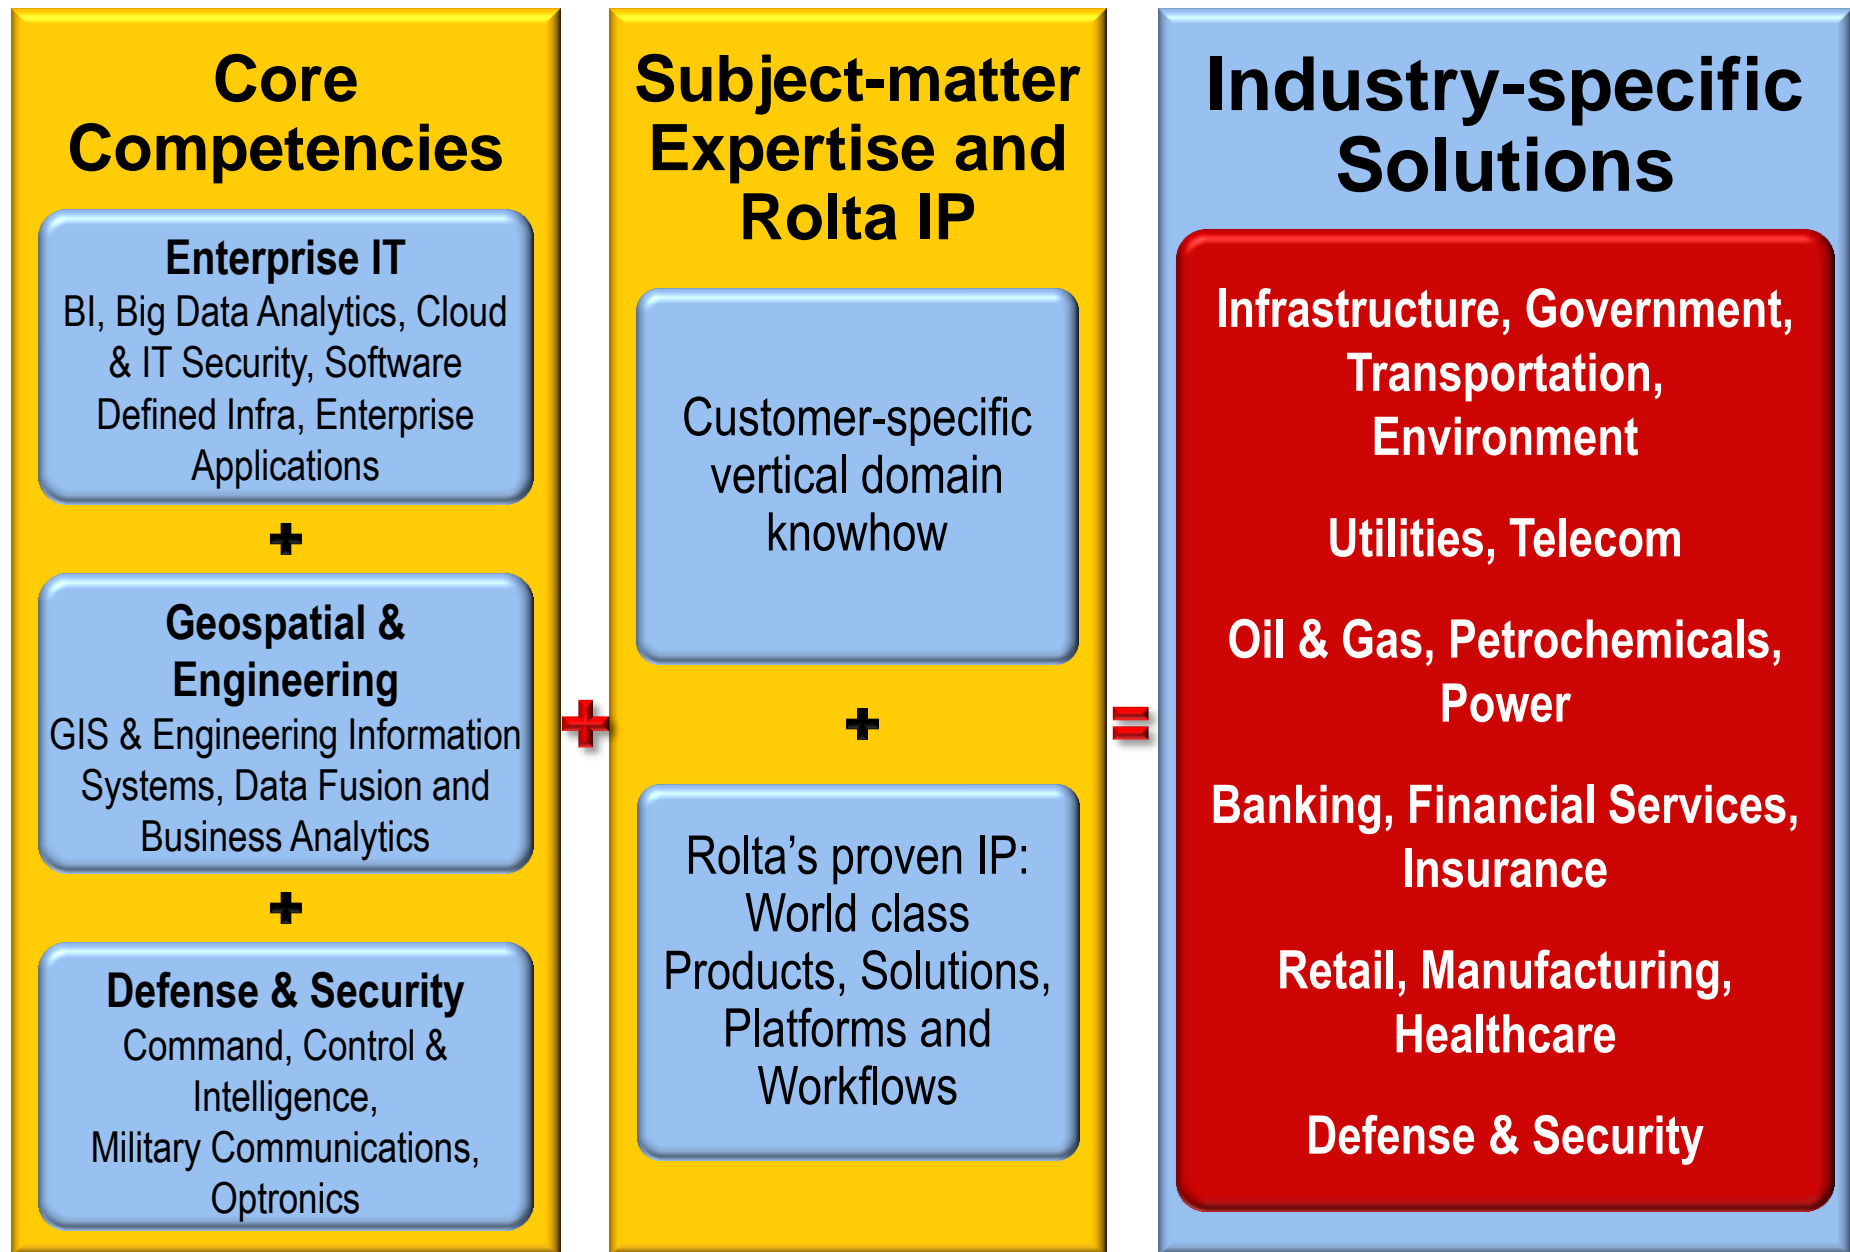 Core
Competencies
Enterprise IT
BI, Big Data Analytics, Cloud
& IT Security, Software
Defined Infra, Enterprise
Applications
+
Geospatial &
Engineering
GIS & Engineering Information
Systems, Data Fusion and
Business Analytics
+
Defense & Security
Command, Control &
Intelligence,
Military Communications,
Optronics
+
Subject-matter
Expertise and
Rolta IP
Customer-specific
vertical domain
knowhow
+
Rolta’s proven IP:
World class
Products, Solutions,
Platforms and
Workflows
=
Industry-specific
Solutions
Infrastructure, Government,
Transportation,
Environment
Utilities, Telecom
Oil & Gas, Petrochemicals,
Power
Banking, Financial Services,
Insurance
Retail, Manufacturing,
Healthcare
Defense & Security